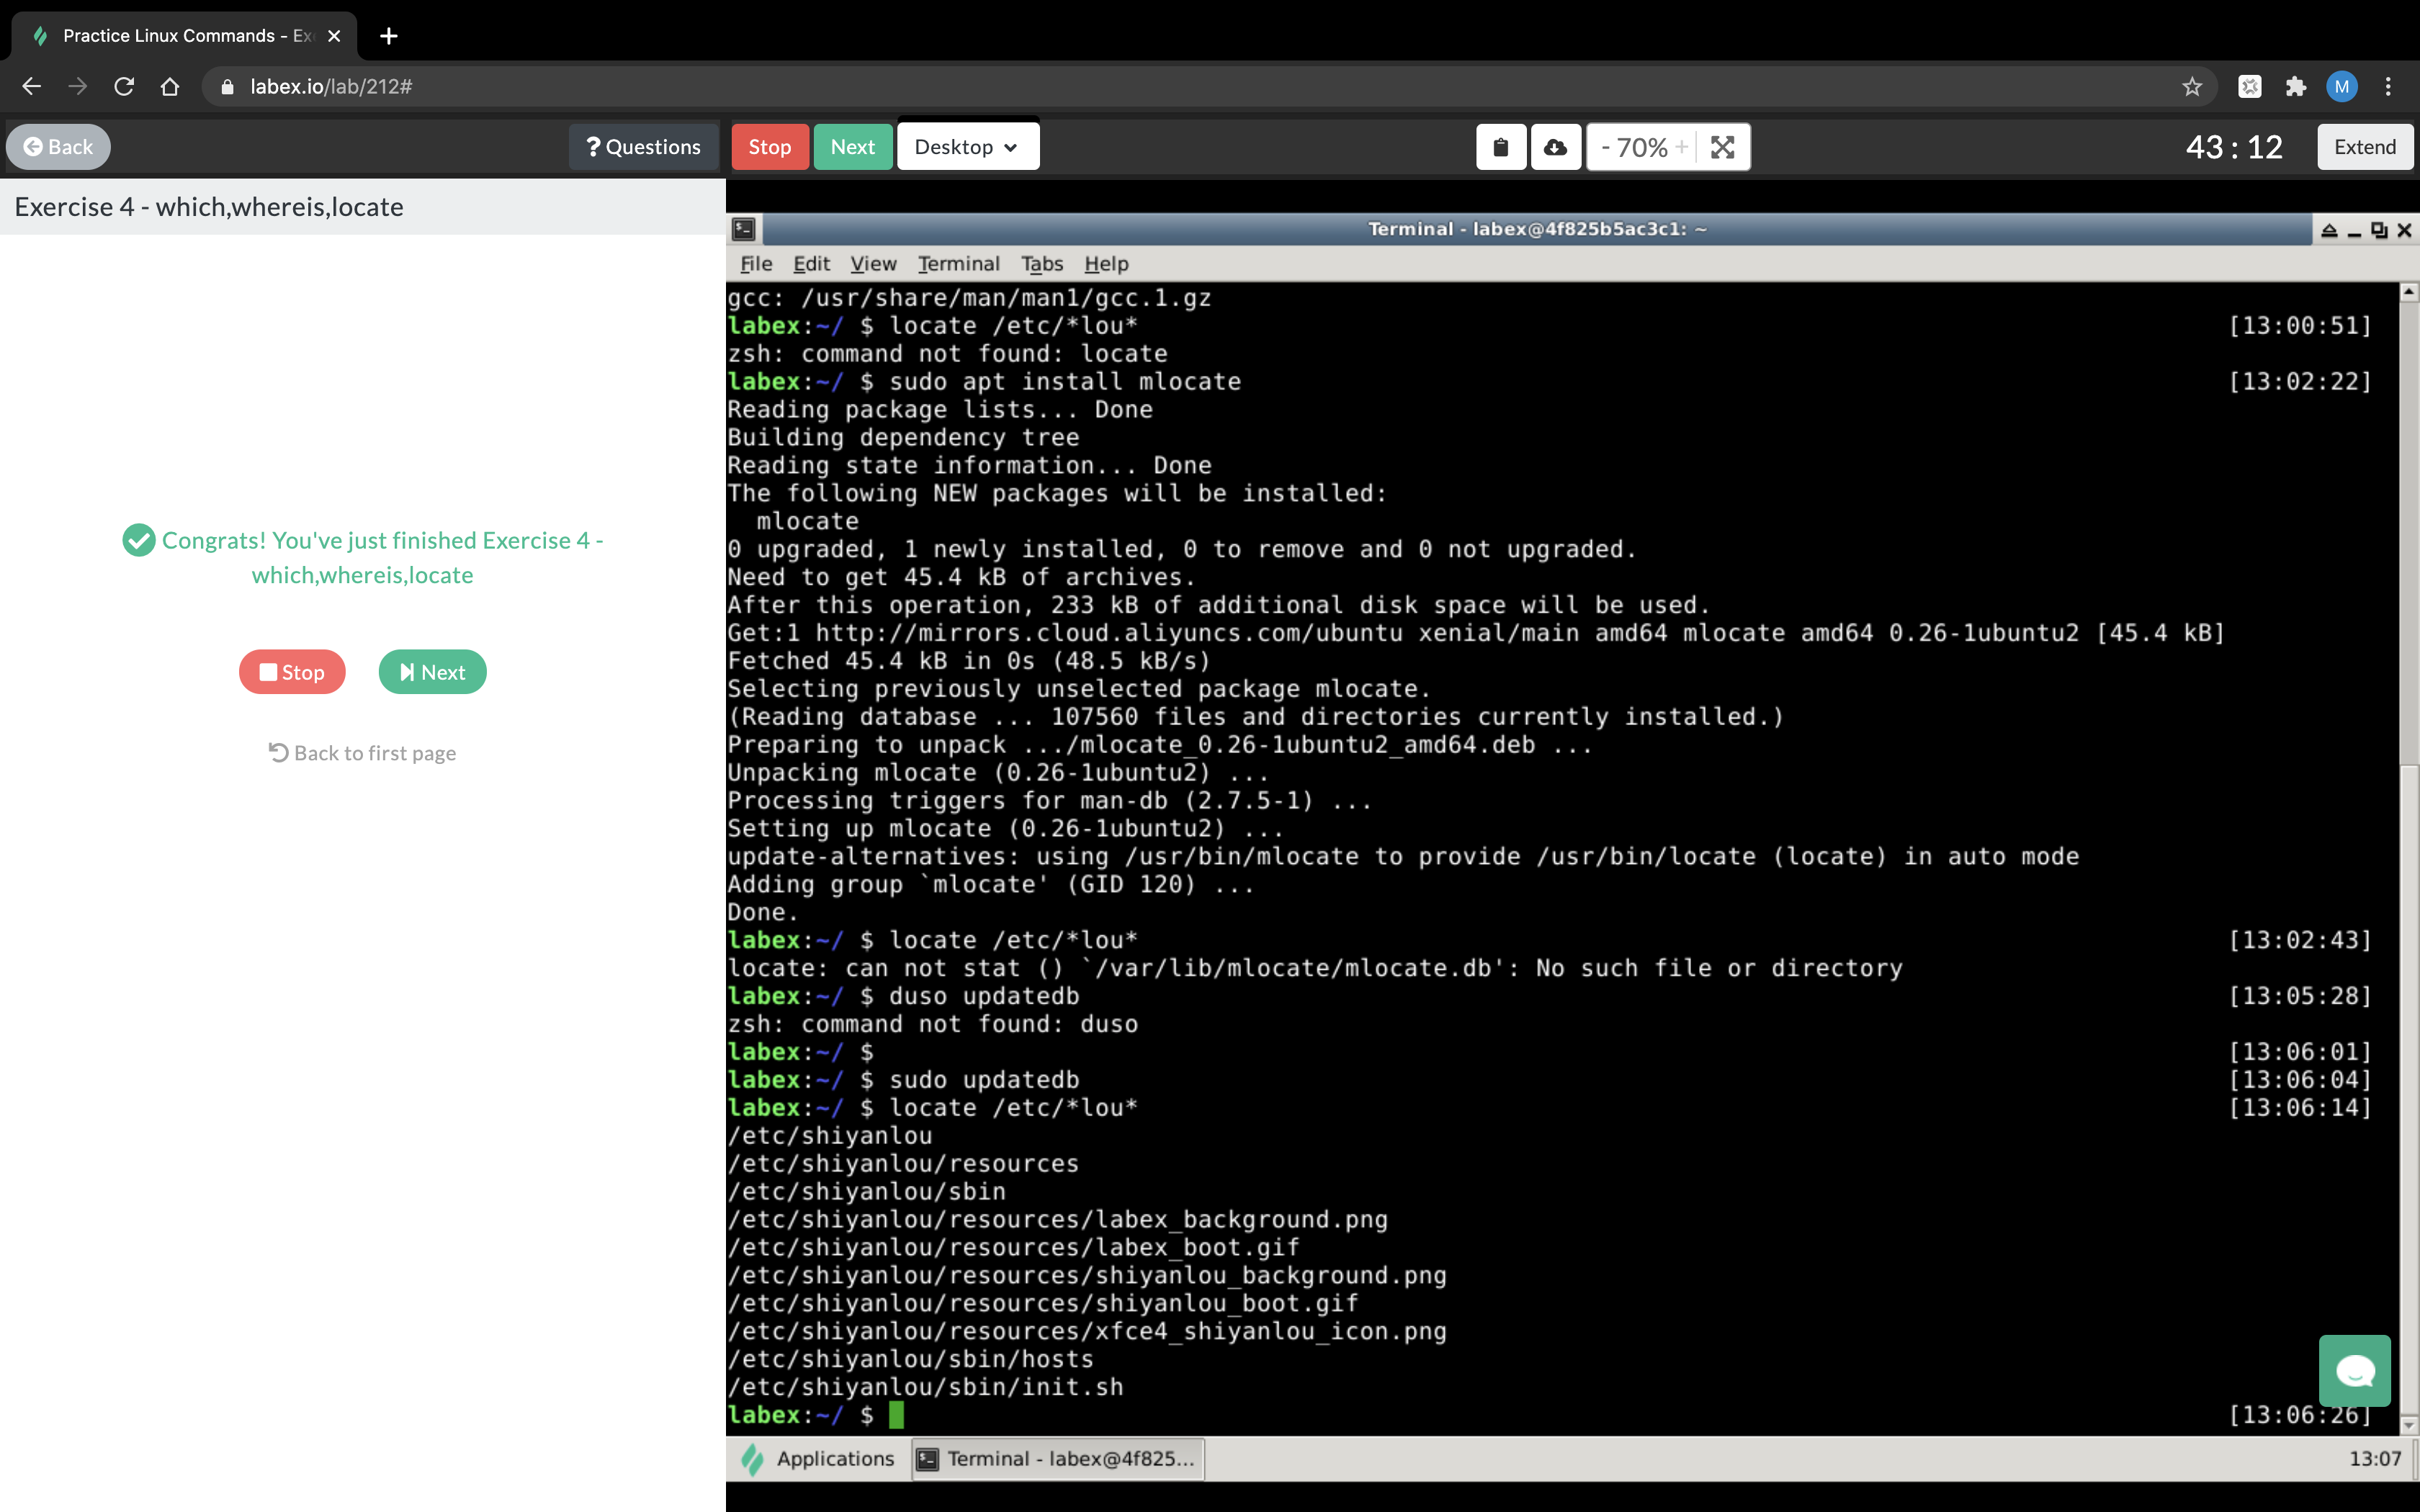 Practice Linux Commands - Ex
labex.io/lab/212#
M
Back
? Questions
Stop
Next
Desktop
- 70% +
43 : 12
Extend
Exercise 4 - which,whereis,locate
Congrats! You've just finished Exercise 4 -
which,whereis,locate
Stop
Next
Back to first page
Terminal - labex@4f825b5ac3c1: ~
File Edit View Terminal Tabs Help
gcc: /usr/share/man/man1/gcc.1.gz
labex:~/ $ locate /etc/*lou* [13:00:51]
zsh: command not found: locate
labex:~/ $ sudo apt install mlocate [13:02:22]
Reading package lists... Done
Building dependency tree
Reading state information... Done
The following NEW packages will be installed:
mlocate
0 upgraded, 1 newly installed, 0 to remove and 0 not upgraded.
Need to get 45.4 kB of archives.
After this operation, 233 kB of additional disk space will be used.
Get:1 http://mirrors.cloud.aliyuncs.com/ubuntu xenial/main amd64 mlocate amd64 0.26-1ubuntu2 [45.4 kB]
Fetched 45.4 kB in 0s (48.5 kB/s)
Selecting previously unselected package mlocate.
(Reading database ... 107560 files and directories currently installed.)
Preparing to unpack .../mlocate_0.26-1ubuntu2_amd64.deb ...
Unpacking mlocate (0.26-1ubuntu2) ...
Processing triggers for man-db (2.7.5-1) ...
Setting up mlocate (0.26-1ubuntu2) ...
update-alternatives: using /usr/bin/mlocate to provide /usr/bin/locate (locate) in auto mode
Adding group `mlocate' (GID 120) ...
Done.
labex:~/ $ locate /etc/*lou* [13:02:43]
locate: can not stat () `/var/lib/mlocate/mlocate.db': No such file or directory
labex:~/ $ duso updatedb [13:05:28]
zsh: command not found: duso
labex:~/ $ [13:06:01]
labex:~/ $ sudo updatedb [13:06:04]
labex:~/ $ locate /etc/*lou* [13:06:14]
/etc/shiyanlou
/etc/shiyanlou/resources
/etc/shiyanlou/sbin
/etc/shiyanlou/resources/labex_background.png
/etc/shiyanlou/resources/labex_boot.gif
/etc/shiyanlou/resources/shiyanlou_background.png
/etc/shiyanlou/resources/shiyanlou_boot.gif
/etc/shiyanlou/resources/xfce4_shiyanlou_icon.png
/etc/shiyanlou/sbin/hosts
/etc/shiyanlou/sbin/init.sh
labex:~/ $ [13:06:26]
Applications
Terminal - labex@4f825...
13:07